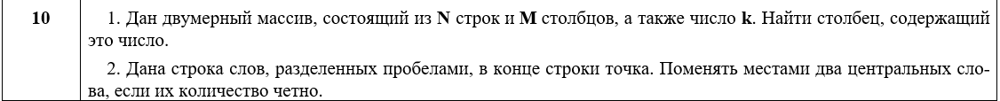 10
1. Дан двумерный массив, состоящий из N строк и M столбцов, а также число k. Найти столбец, содержащий
это число.
2. Дана строка слов, разделенных пробелами, в конце строки точка. Поменять местами два центральных сло-
ва, если их количество четно.